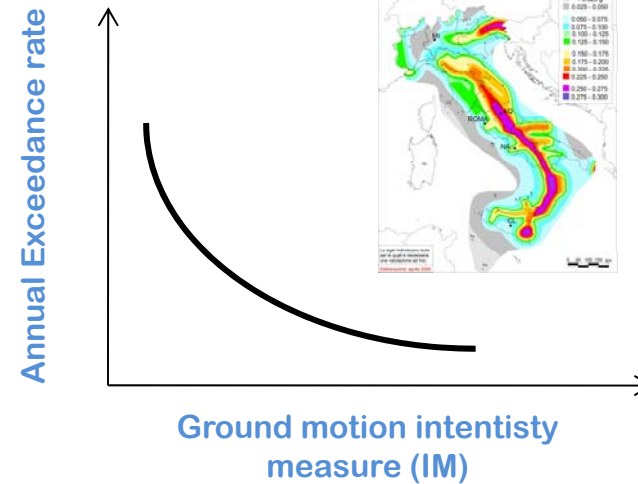 Annual Exceedance rate
Ground motion intentisty
measure (IM)
0.025 - 0.050
0.050 - 0.075
0.075 - 0.100
0.100 - 0.125
0.125 - 0.150
0.150 - 0.175
0.175 - 0.200
0.200 - 0.225
0.225 - 0.250
0.250 - 0.275
0.275 - 0.300
ROMA
NA